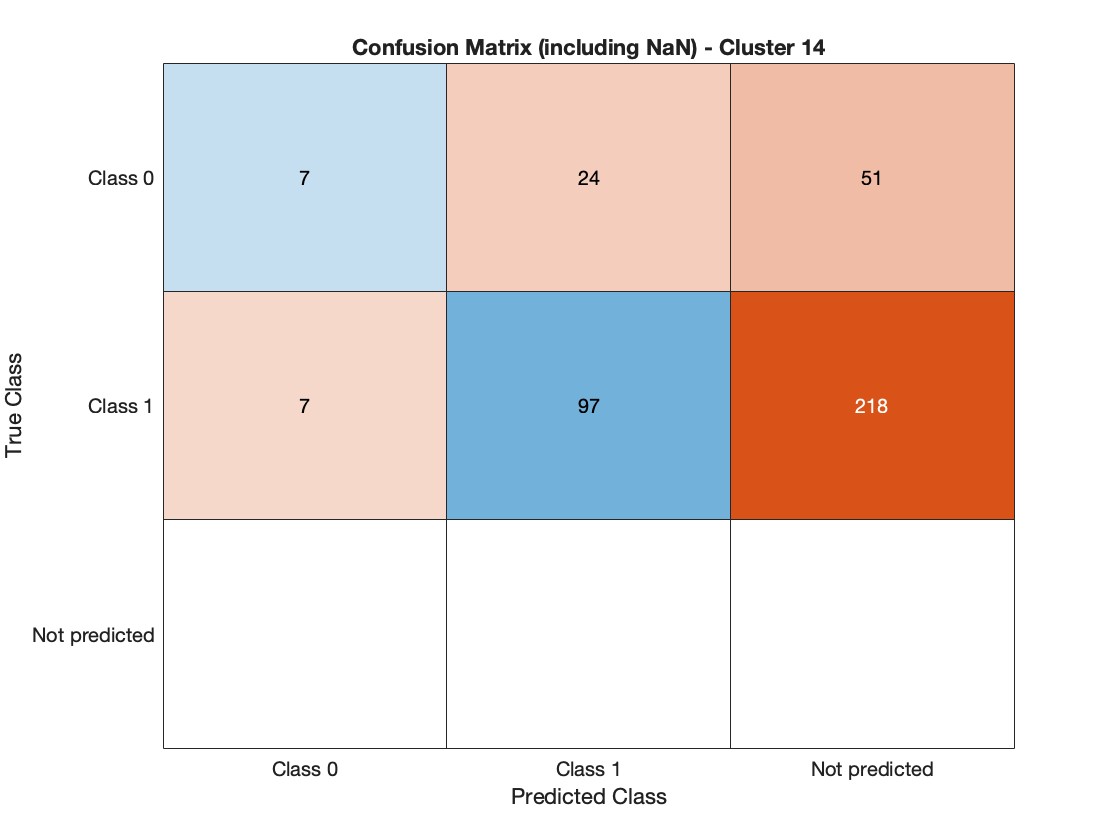 Confusion Matrix (including NaN) - Cluster 14
Class 0
7
24
51
Class 1
7
97
218
Not predicted
True Class
Class 0
Class 1
Not predicted
Predicted Class